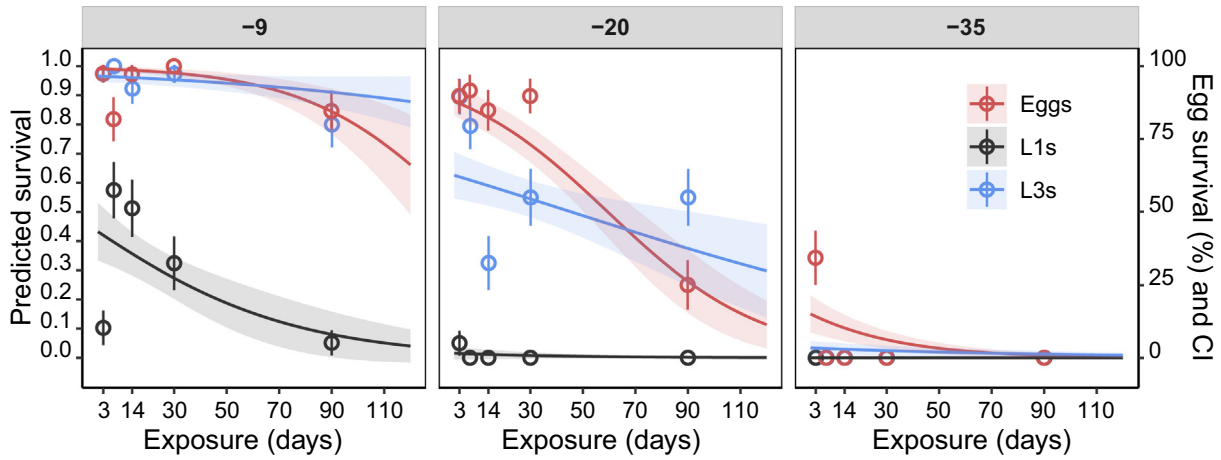 −9 −20 −35
Predicted survival
1.0
0.9
0.8
0.7
0.6
0.5
0.4
0.3
0.2
0.1
0.0
Eggs
L1s
L3s
100
75
50
25
0
Egg survival (%) and CI
3 14 30 50 70 90 110
3 14 30 50 70 90 110
3 14 30 50 70 90 110
Exposure (days) Exposure (days) Exposure (days)